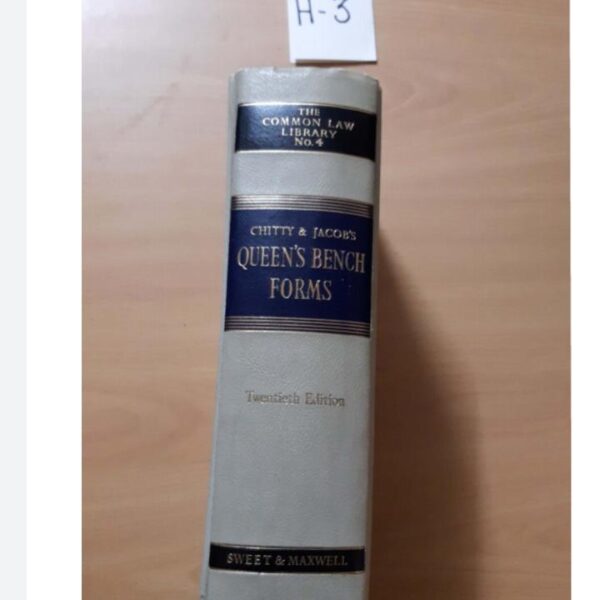 H-3
THE
COMMON LAW
LIBRARY
No. 4
CHITTY & JACOB'S
QUEEN'S BENCH
FORMS
Twentieth Edition
SWEET & MAXWELL